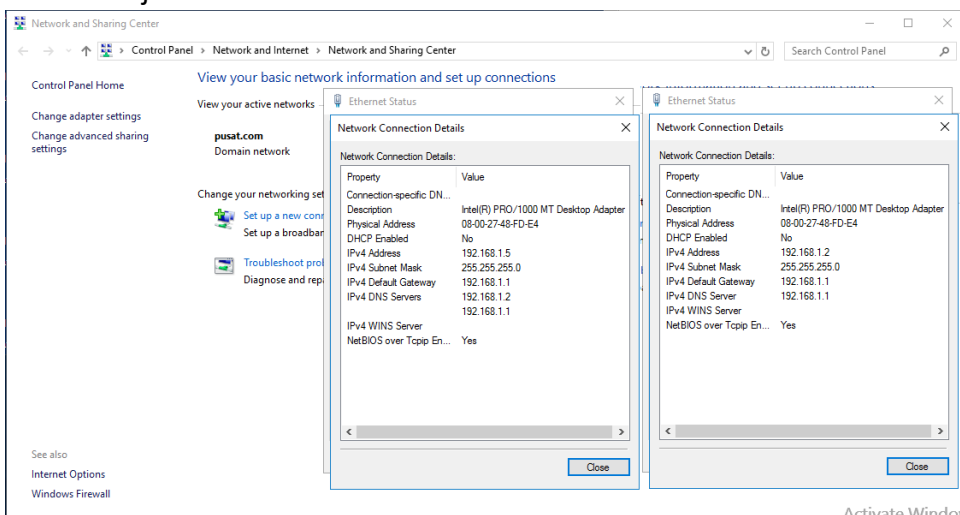 Network and Sharing Center
Control Panel > Network and Internet > Network and Sharing Center
Search Control Panel
Control Panel Home
Change adapter settings
Change advanced sharing
settings
See also
Internet Options
Windows Firewall
View your basic network information and set up connections
View your active networks
pusat.com
Domain network
Change your networking set
Set up a new conn
Set up a broadbar
Troubleshoot prol
Diagnose and repa
Ethernet Status
Network Connection Details
Network Connection Details:
Property Value
Connection-specific DN...
Description Intel(R) PRO/1000 MT Desktop Adapter
Physical Address 08-00-27-48-FD-E4
DHCP Enabled No
IPv4 Address 192.168.1.5
IPv4 Subnet Mask 255.255.255.0
IPv4 Default Gateway 192.168.1.1
IPv4 DNS Servers 192.168.1.2
192.168.1.1
IPv4 WINS Server
NetBIOS over Tcpip En... Yes
Close
Ethernet Status
Network Connection Details
Network Connection Details:
Property Value
Connection-specific DN...
Description Intel(R) PRO/1000 MT Desktop Adapter
Physical Address 08-00-27-48-FD-E4
DHCP Enabled No
IPv4 Address 192.168.1.2
IPv4 Subnet Mask 255.255.255.0
IPv4 Default Gateway 192.168.1.1
IPv4 DNS Server 192.168.1.1
IPv4 WINS Server
NetBIOS over Tcpip En... Yes
Close
Activate Window